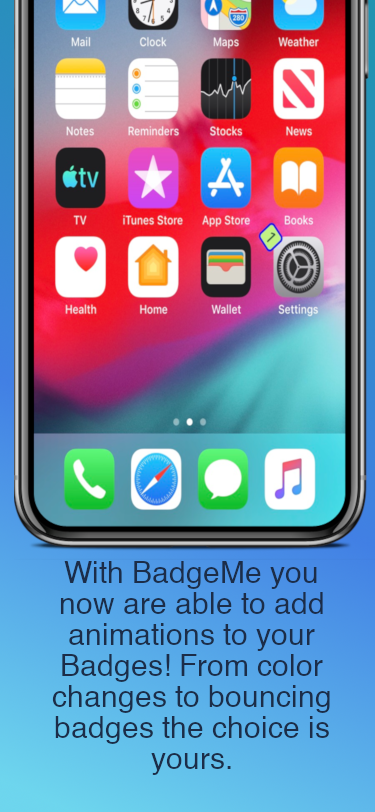 Mail Clock Maps Weather
280
Notes Reminders Stocks News
tv
TV iTunes Store App Store Books
1
Health Home Wallet Settings
With BadgeMe you
now are able to add
animations to your
Badges! From color
changes to bouncing
badges the choice is
yours.